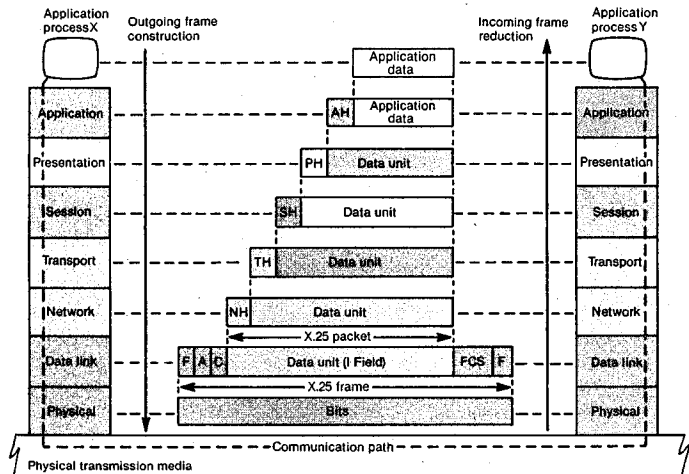 Application
process X
Outgoing frame
construction
Incoming frame
reduction
Application
process Y
Application
data
Application
AH
Application
data
Application
Presentation
PH
Data unit
Presentation
Session
SH
Data unit
Session
Transport
TH
Data unit
Transport
Network
NH
Data unit
Network
X.25 packet
Data link
F
A
C
Data unit (I Field)
FCS
F
Data link
X.25 frame
Physical
Bits
Physical
Communication path
Physical transmission media